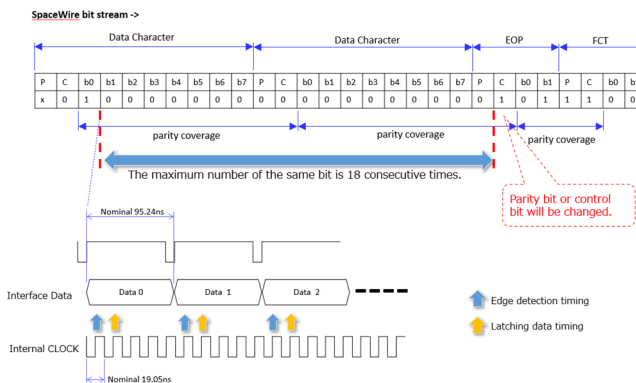 SpaceWire bit stream ->
Data Character Data Character EOP FCT
P C b0 b1 b2 b3 b4 b5 b6 b7 P C b0 b1 b2 b3 b4 b5 b6 b7 P C b0 b1 P C b0
x 0 1 0 0 0 0 0 0 0 0 0 0 0 0 0 0 0 0 0 0 1 0 1 1 1 0 0
parity coverage parity coverage parity coverage
The maximum number of the same bit is 18 consecutive times.
Parity bit or control
bit will be changed.
Nominal 95.24ns
Interface Data Data 0 Data 1 Data 2
Edge detection timing
Latching data timing
Internal CLOCK
Nominal 19.05ns